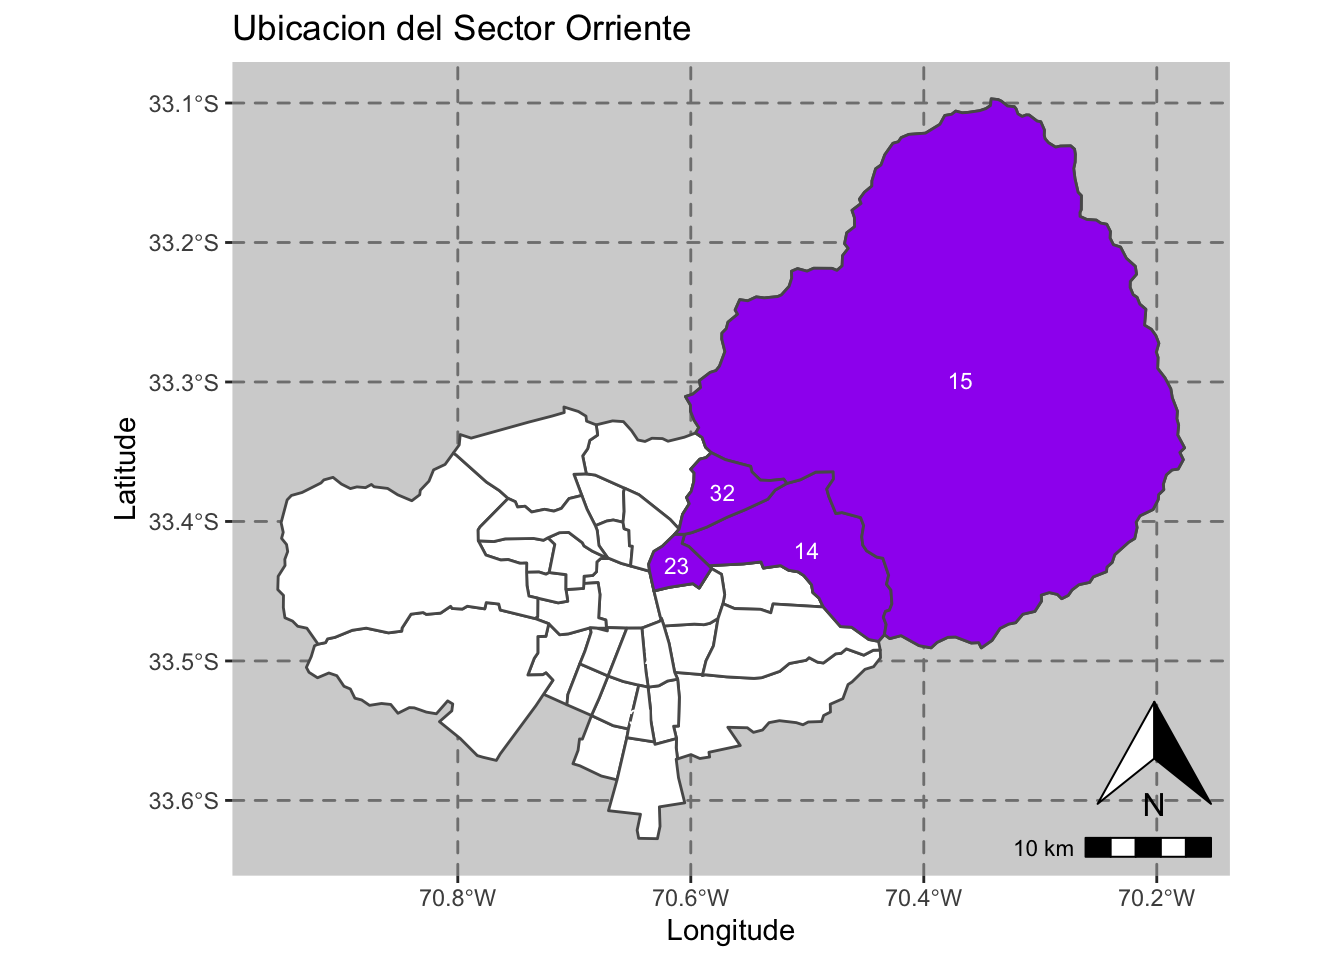 Ubicacion del Sector Orriente
33.1°S
33.2°S
33.3°S
33.4°S
33.5°S
33.6°S
Latitude
15
32
14
23
N
10 km
70.8°W
70.6°W
70.4°W
70.2°W
Longitude